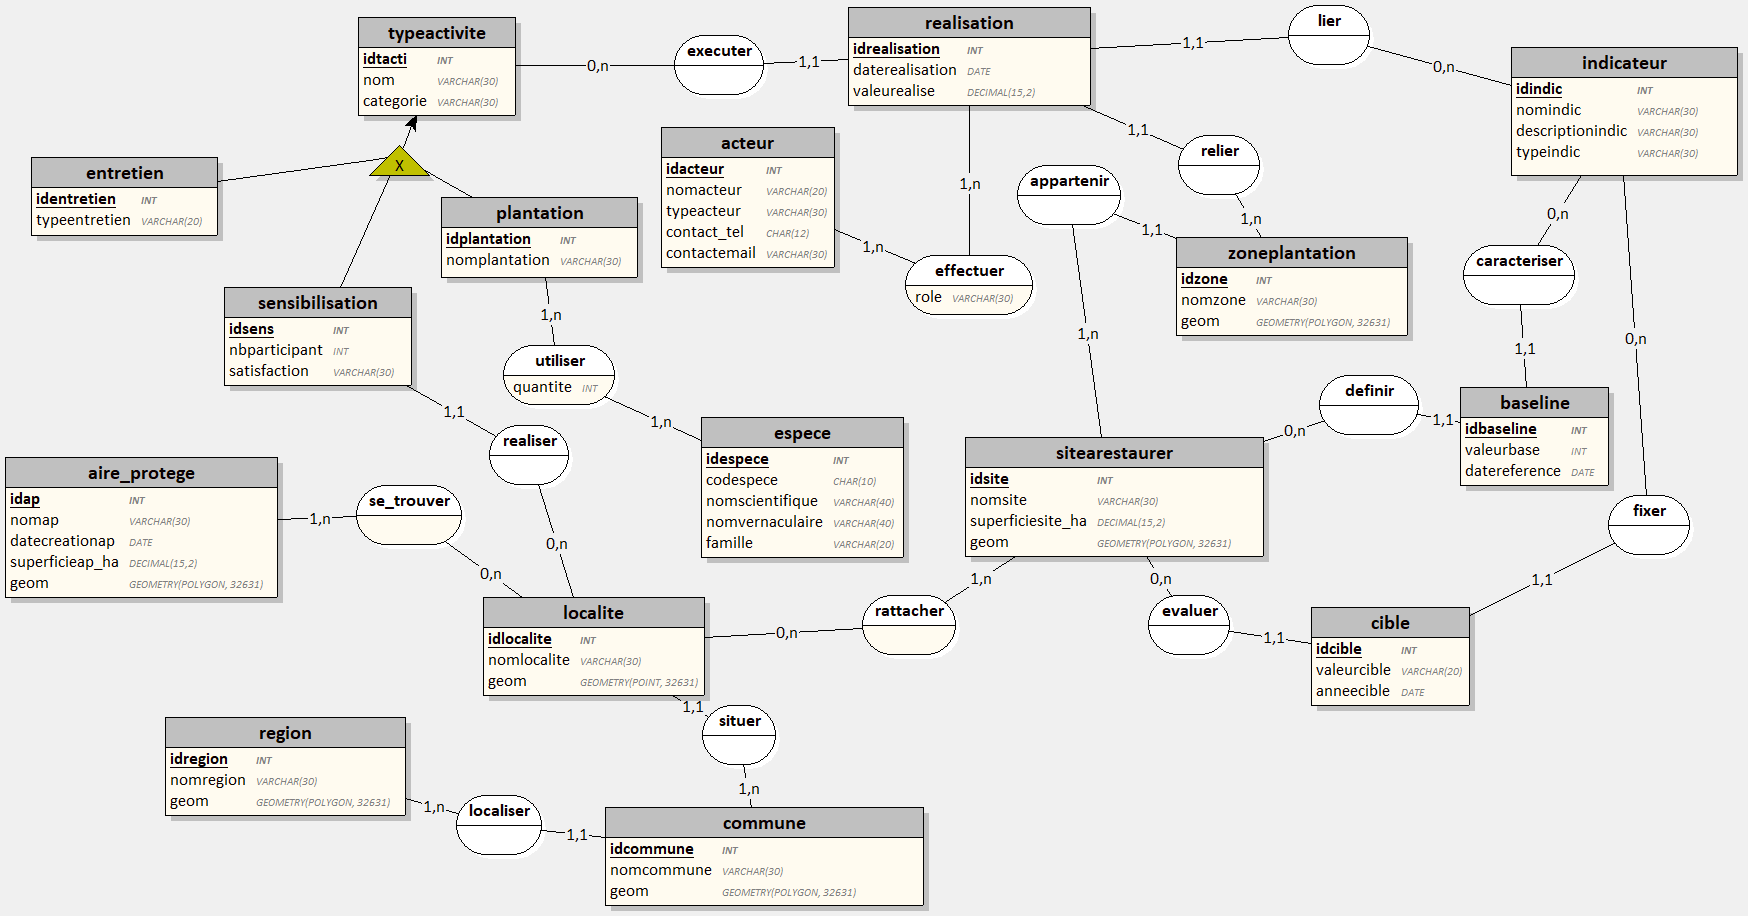 typeactivite
idtacti INT
nom VARCHAR(30)
categorie VARCHAR(30)
0,n
executer
1,1
realisation
idrealisation INT
daterealisation DATE
valeurealise DECIMAL(15,2)
1,1
lier
0,n
indicateur
idindic INT
nomindic VARCHAR(30)
descriptionindic VARCHAR(30)
typeindic VARCHAR(30)
X
entretien
identretien INT
typeentretien VARCHAR(20)
plantation
idplantation INT
nomplantation VARCHAR(30)
acteur
idacteur INT
nomacteur VARCHAR(20)
typeacteur VARCHAR(30)
contact_tel CHAR(12)
contactemail VARCHAR(30)
1,n
1,n
effectuer
role VARCHAR(30)
1,1
relier
1,n
appartenir
1,1
1,n
zoneplantation
idzone INT
nomzone VARCHAR(30)
geom GEOMETRY(POLYGON, 32631)
0,n
caracteriser
1,1
0,n
sensibilisation
idsens INT
nbparticipant INT
satisfaction VARCHAR(30)
1,n
utiliser
quantite INT
1,n
1,1
realiser
0,n
espece
idespece INT
codespece CHAR(10)
nomscientifique VARCHAR(40)
nomvernaculaire VARCHAR(40)
famille VARCHAR(20)
definir
0,n
1,1
baseline
idbaseline INT
valeurbase INT
datereference DATE
sitearestaurer
idsite INT
nomsite VARCHAR(30)
superficiesite_ha DECIMAL(15,2)
geom GEOMETRY(POLYGON, 32631)
fixer
1,1
aire_protege
idap INT
nomap VARCHAR(30)
datecreationap DATE
superficieap_ha DECIMAL(15,2)
geom GEOMETRY(POLYGON, 32631)
1,n
se_trouver
0,n
localite
idlocalite INT
nomlocalite VARCHAR(30)
geom GEOMETRY(POINT, 32631)
0,n
rattacher
1,n
0,n
evaluer
1,1
cible
idcible INT
valeurcible VARCHAR(20)
anneecible DATE
1,1
situer
1,n
region
idregion INT
nomregion VARCHAR(30)
geom GEOMETRY(POLYGON, 32631)
1,n
localiser
1,1
commune
idcommune INT
nomcommune VARCHAR(30)
geom GEOMETRY(POLYGON, 32631)